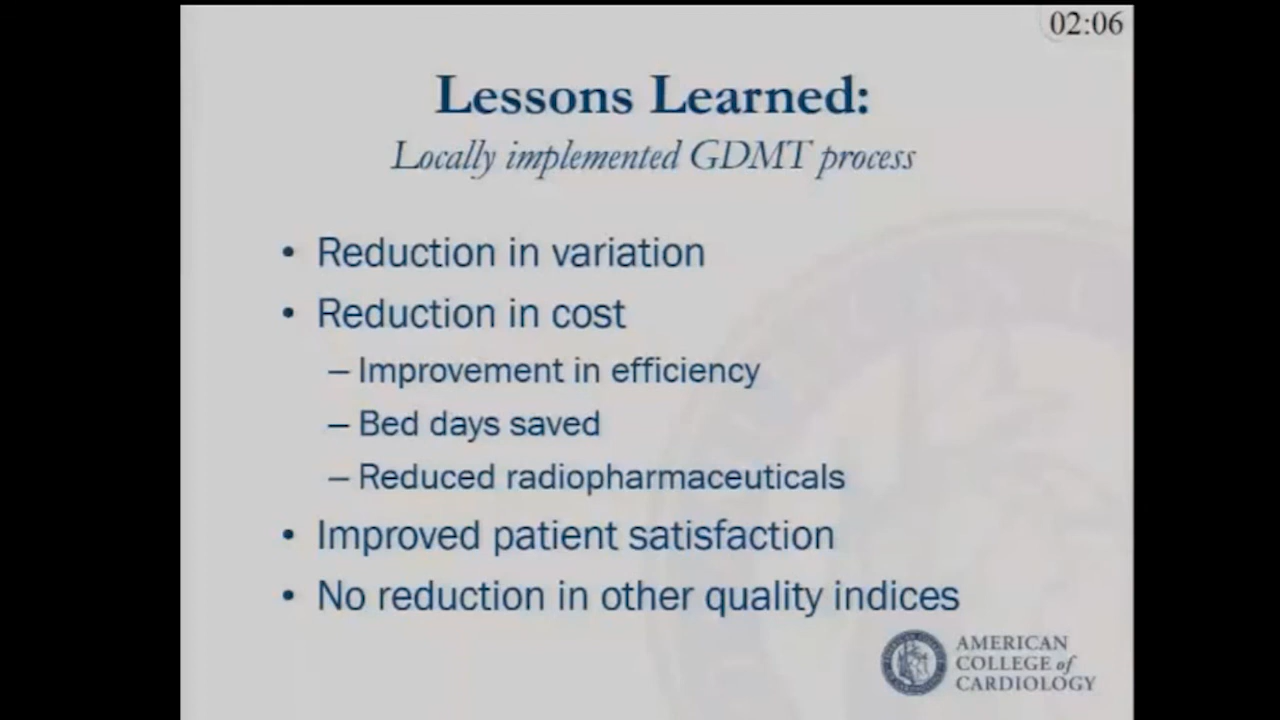 02:06
Lessons Learned:
Locally implemented GDMT process
• Reduction in variation
• Reduction in cost
– Improvement in efficiency
– Bed days saved
– Reduced radiopharmaceuticals
• Improved patient satisfaction
• No reduction in other quality indices
AMERICAN
COLLEGE of
CARDIOLOGY